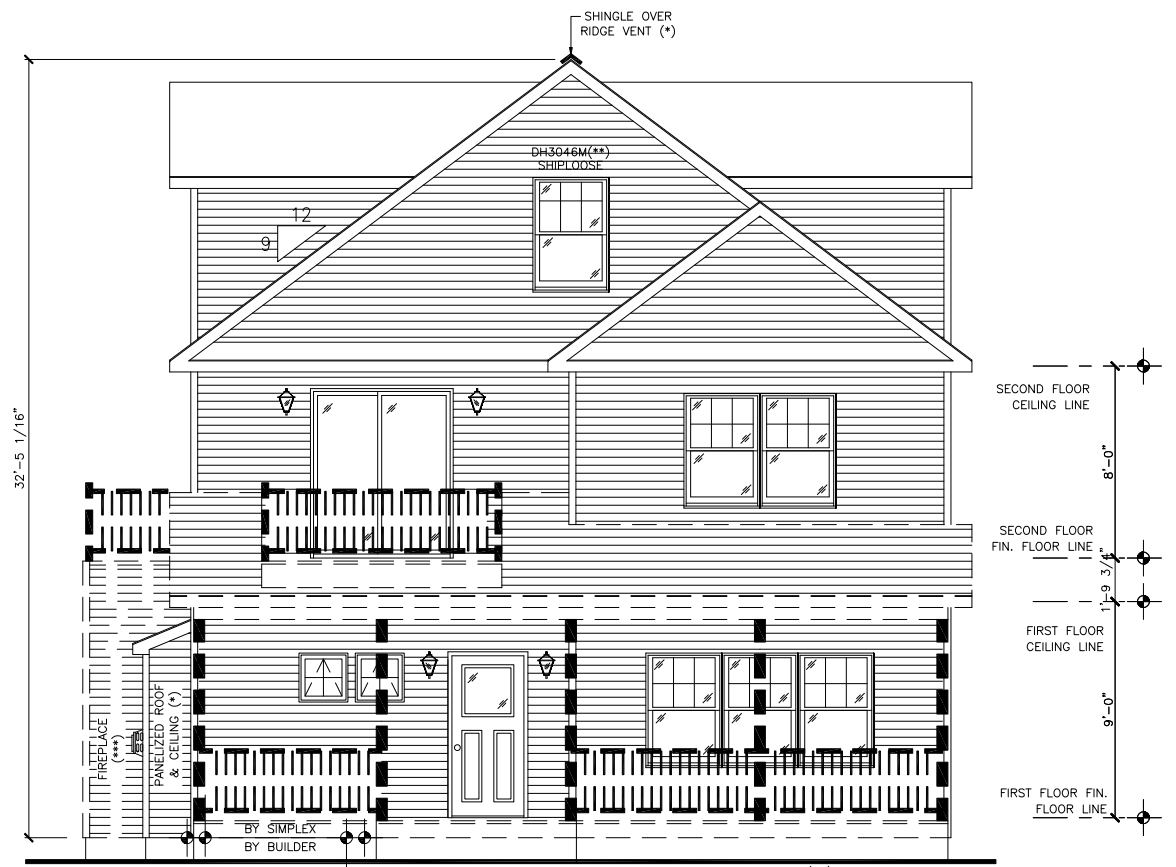 SHINGLE OVER
RIDGE VENT (*)
DH3046M(**)
SHIPLOOSE
12
9
32'-5 1/16"
SECOND FLOOR
CEILING LINE
8'-0"
SECOND FLOOR
FIN. FLOOR LINE
1'-9 3/4"
FIRST FLOOR
CEILING LINE
9'-0"
FIRST FLOOR FIN.
FLOOR LINE
FIREPLACE
(***)
PANELIZED ROOF
& CEILING (*)
BY SIMPLEX
BY BUILDER